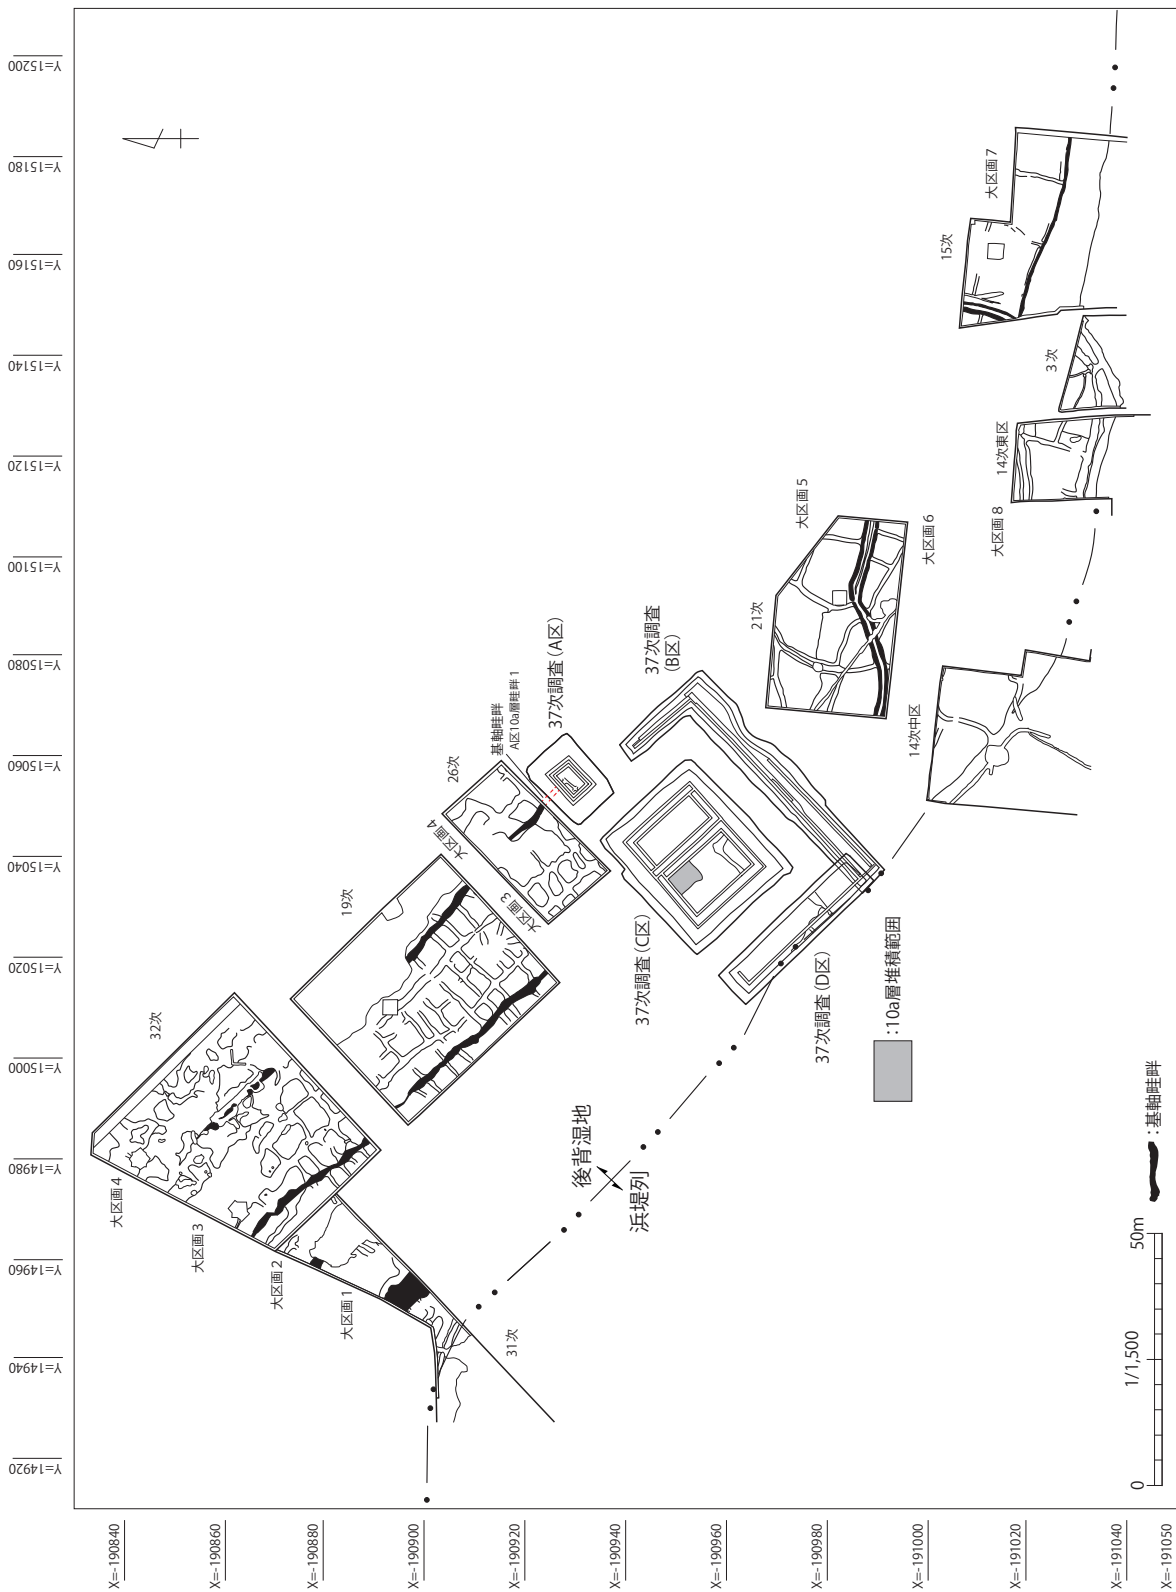 Y=15200
Y=15180
Y=15160
Y=15140
Y=15120
Y=15100
Y=15080
Y=15060
Y=15040
Y=15020
Y=15000
Y=14980
Y=14960
Y=14940
Y=14920
X=-190840
X=-190860
X=-190880
X=-190900
X=-190920
X=-190940
X=-190960
X=-190980
X=-191000
X=-191020
X=-191040
X=-191050
大区画 7
15次
3 次
14次東区
大区画 8
大区画 5
大区画 6
21次
14次中区
37次調査
(B区)
37次調査(A区)
基軸畦畔
A区10a層畦畔 1
26次
大区画 4
大区画 3
19次
37次調査(C区)
37次調査(D区)
:10a層堆積範囲
32次
大区画 4
大区画 3
大区画 2
大区画 1
31次
後背湿地
浜堤列
:基軸畦畔
0
1/1,500
50m